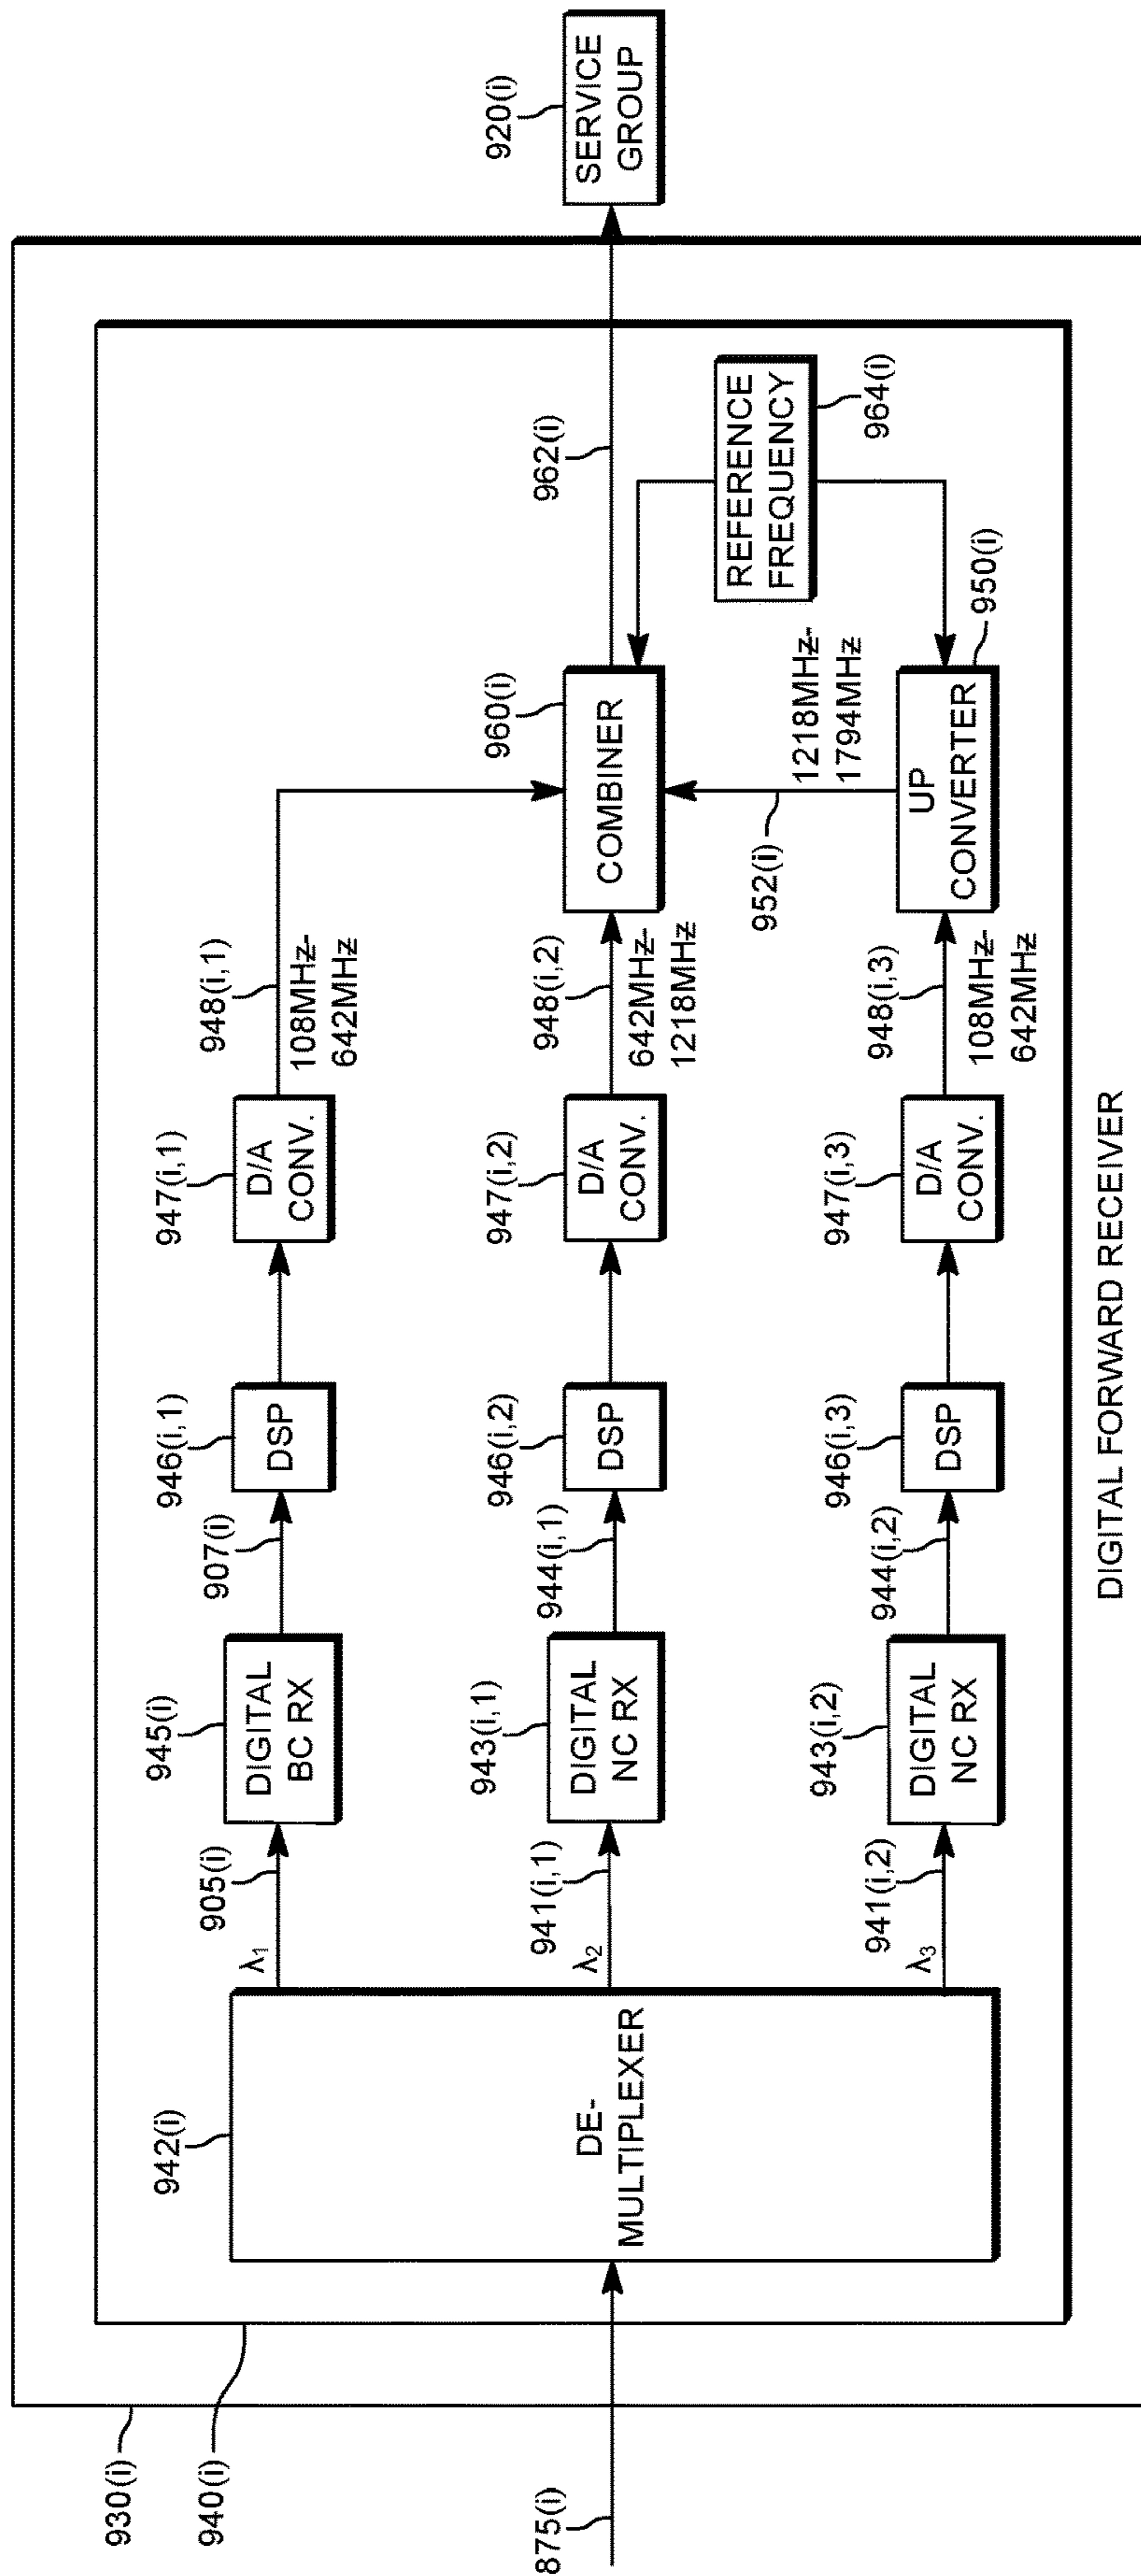 930(i)
940(i)
875(i)
942(i)
DE-
MULTIPLEXER
λ1
905(i)
945(i)
DIGITAL
BC RX
907(i)
946(i,1)
DSP
947(i,1)
D/A
CONV.
948(i,1)
108MHz-
642MHz
λ2
941(i,1)
943(i,1)
DIGITAL
NC RX
944(i,1)
946(i,2)
DSP
947(i,2)
D/A
CONV.
948(i,2)
642MHz-
1218MHz
960(i)
COMBINER
962(i)
920(i)
SERVICE
GROUP
λ3
941(i,2)
943(i,2)
DIGITAL
NC RX
944(i,2)
946(i,3)
DSP
947(i,3)
D/A
CONV.
948(i,3)
108MHz-
642MHz
952(i)
1218MHz-
1794MHz
UP
CONVERTER
950(i)
REFERENCE
FREQUENCY
964(i)
DIGITAL FORWARD RECEIVER